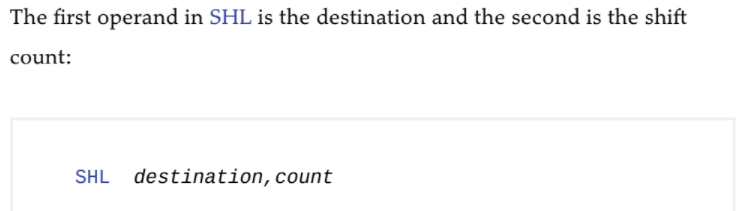 The first operand in SHL is the destination and the second is the shift
count:
SHL destination,count